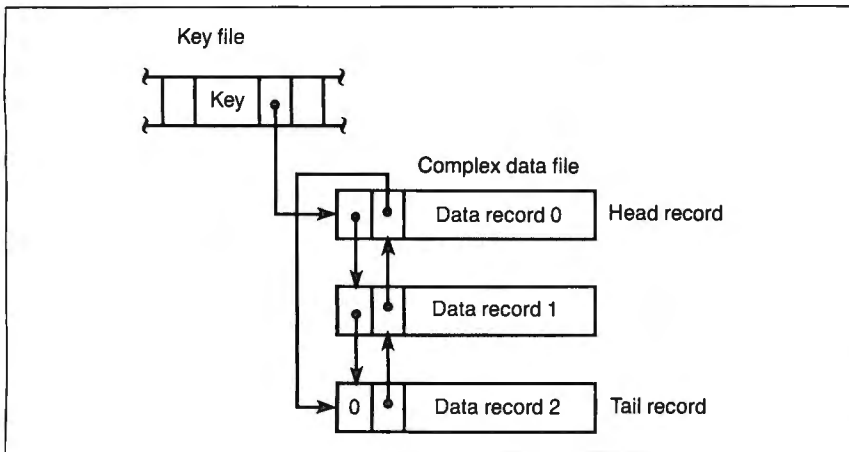 Key file
Key
Complex data file
Data record 0 Head record
Data record 1
0 Data record 2 Tail record